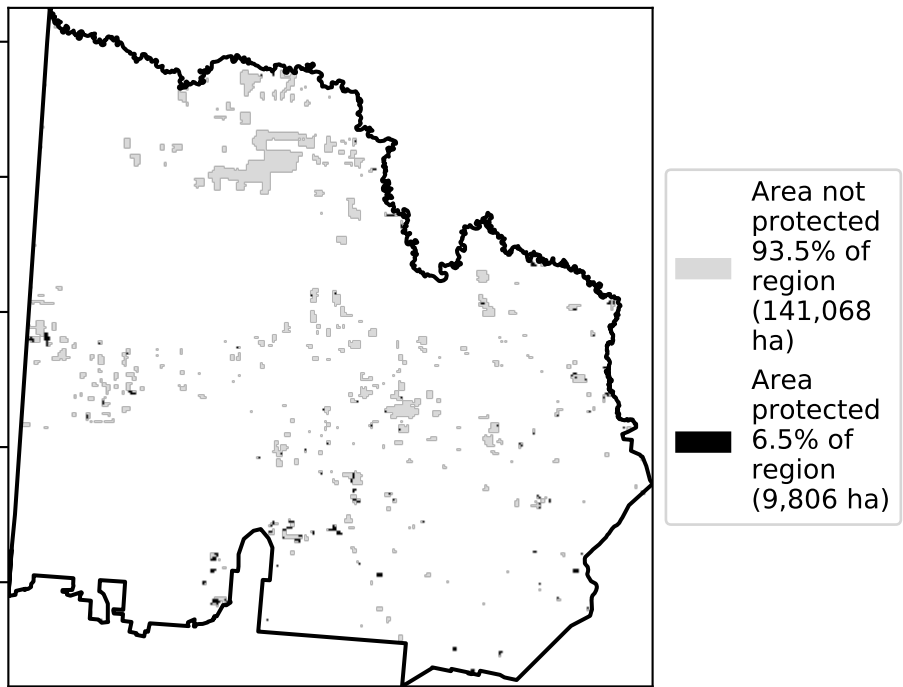 Area not
protected
93.5% of
region
(141,068
ha)
Area
protected
6.5% of
region
(9,806 ha)